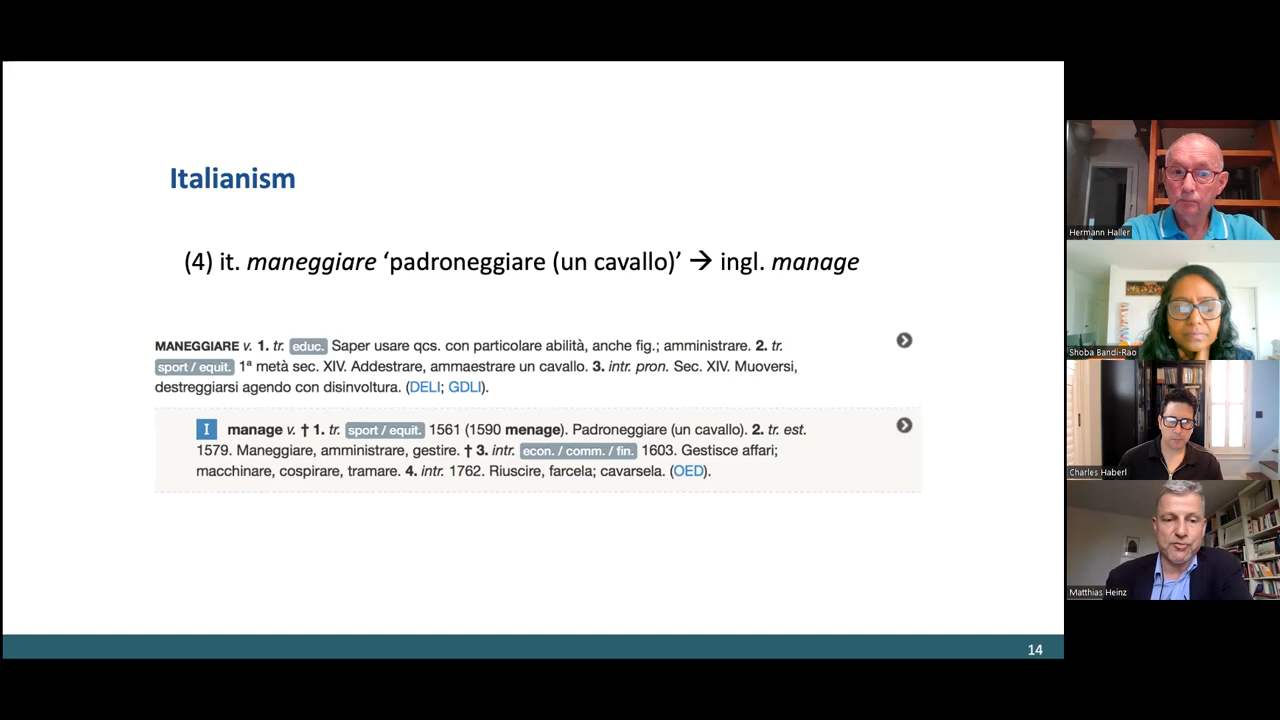 Italianism
(4) it. maneggiare ‘padroneggiare (un cavallo)’ → ingl. manage
MANEGGIARE v. 1. tr. educ. Saper usare qcs. con particolare abilità, anche fig.; amministrare. 2. tr.
sport / equit. 1ª metà sec. XIV. Addestrare, ammaestrare un cavallo. 3. intr. pron. Sec. XIV. Muoversi,
destreggiarsi agendo con disinvoltura. (DELI; GDLI).
I manage v. † 1. tr. sport / equit. 1561 (1590 menage). Padroneggiare (un cavallo). 2. tr. est.
1579. Maneggiare, amministrare, gestire. † 3. intr. econ. / comm. / fin. 1603. Gestisce affari;
macchinare, cospirare, tramare. 4. intr. 1762. Riuscire, farcela; cavarsela. (OED).
14
Hermann Haller
Shoba Bandi-Rao
Charles Häberl
Matthias Heinz